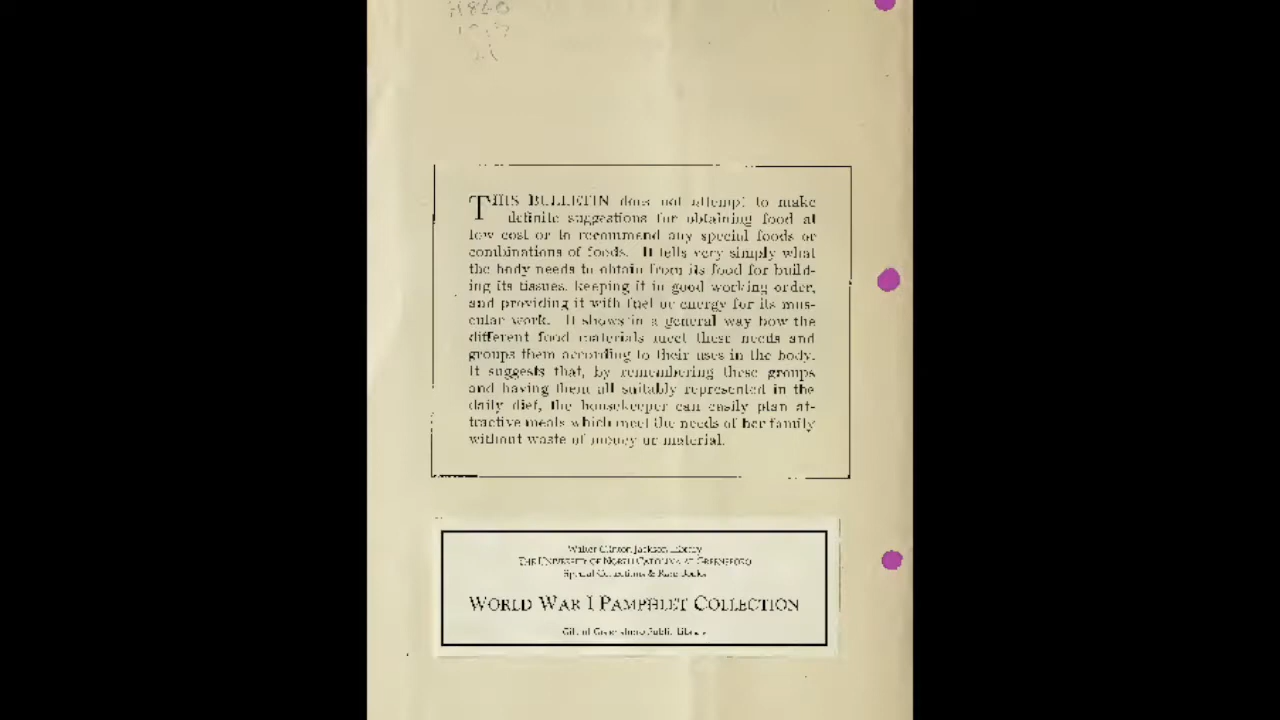 H860
THIS BULLETIN does not attempt to make
definite suggestions for obtaining food at
low cost or to recommend any special foods or
combinations of foods. It tells very simply what
the body needs to obtain from its food for build-
ing its tissues, keeping it in good working order,
and providing it with fuel or energy for its mus-
cular work. It shows in a general way how the
different food materials meet these needs and
groups them according to their uses in the body.
It suggests that, by remembering these groups
and having them all suitably represented in the
daily diet, the housekeeper can easily plan at-
tractive meals which meet the needs of her family
without waste of money or material.
Walter Clinton Jackson Library
THE UNIVERSITY OF NORTH CAROLINA AT GREENSBORO
Special Collections & Rare Books
WORLD WAR I PAMPHLET COLLECTION
Gift of Greensboro Public Library